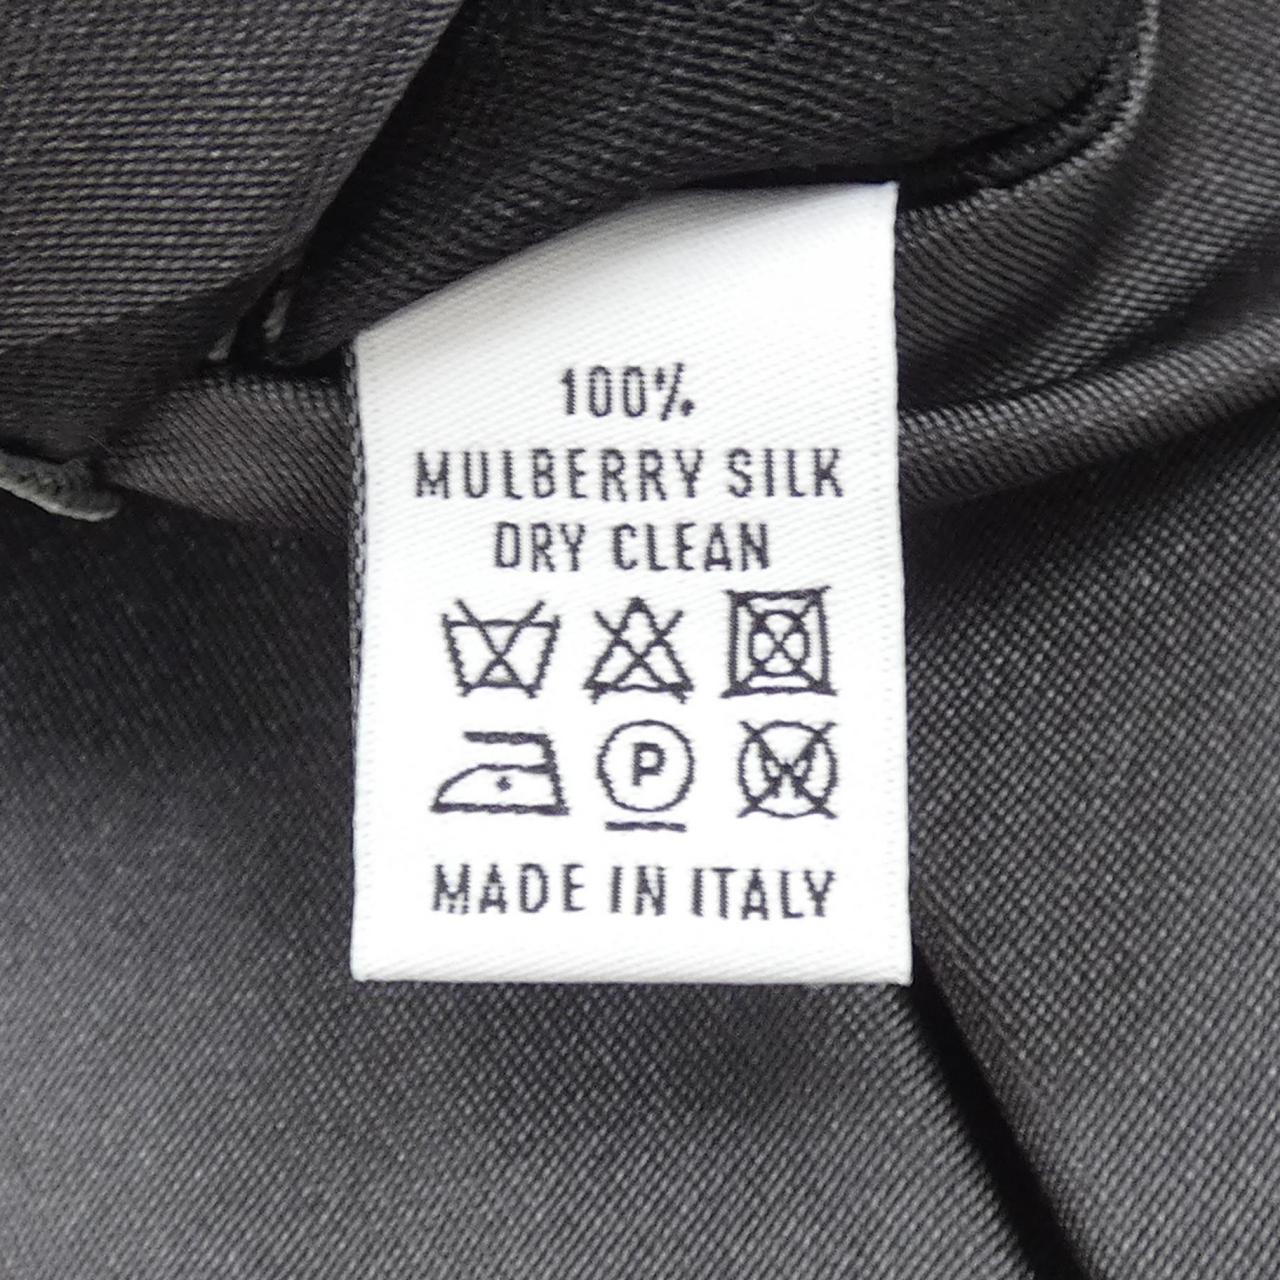 100%
MULBERRY SILK
DRY CLEAN
P
W
MADE IN ITALY